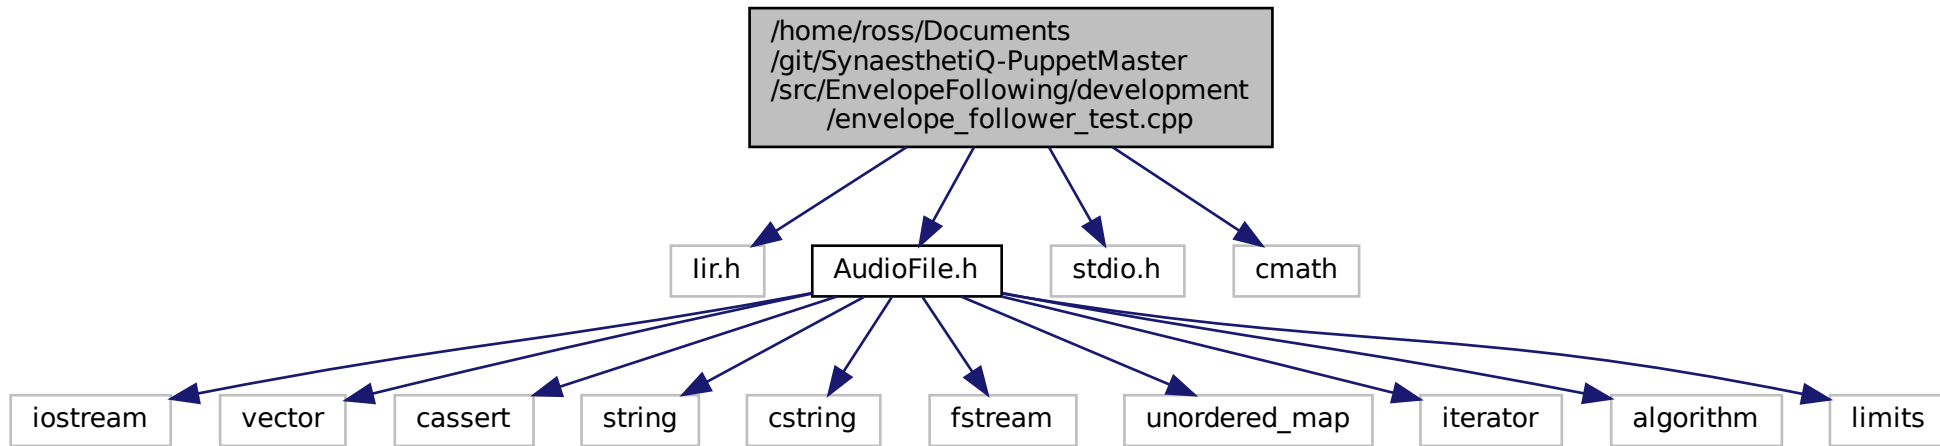 /home/ross/Documents
/git/SynaesthetiQ-PuppetMaster
/src/EnvelopeFollowing/development
/envelope_follower_test.cpp
Iir.h
AudioFile.h
stdio.h
cmath
iostream
vector
cassert
string
cstring
fstream
unordered_map
iterator
algorithm
limits